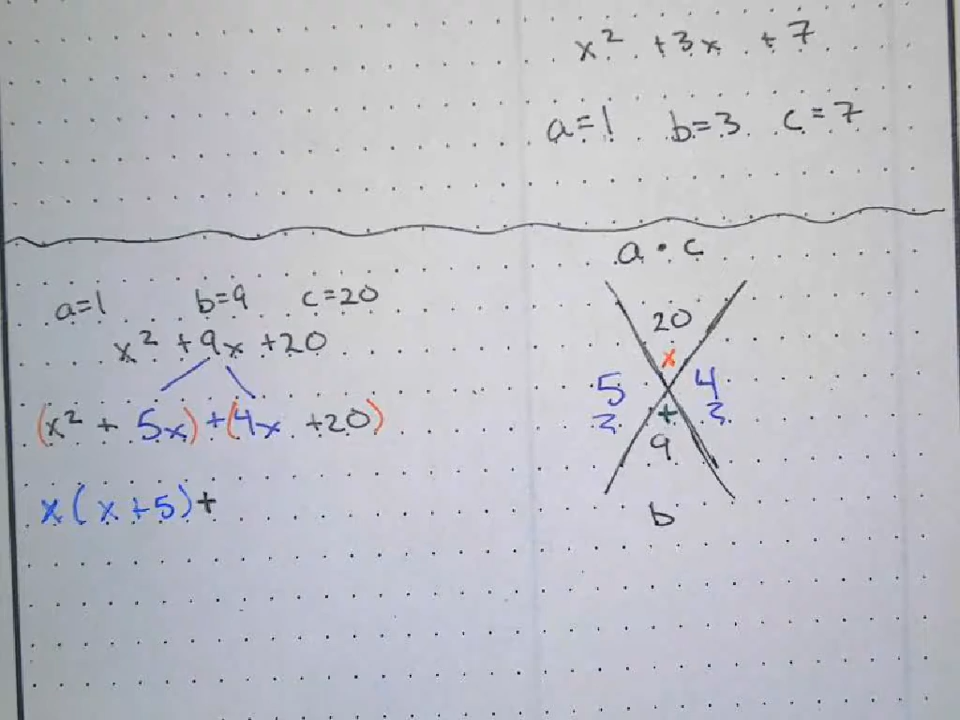 x² + 3x + 7
a=1 b=3 c=7
a • c
a=1 b=9 c=20
20
x² + 9x + 20
x
5 4
(x² + 5x) + (4x + 20)
? + ?
9
x(x+5) +
b